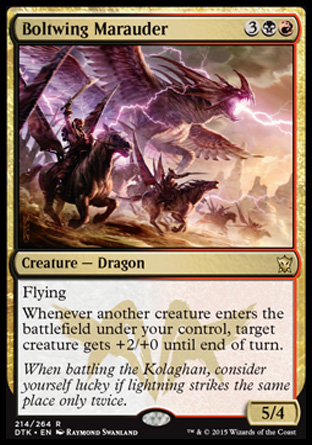 Boltwing Marauder 3
Creature — Dragon
Flying
Whenever another creature enters the
battlefield under your control, target
creature gets +2/+0 until end of turn.
When battling the Kolaghan, consider
yourself lucky if lightning strikes the same
place only twice.
5/4
214/264 R
DTK • EN RAYMOND SWANLAND
™ & © 2015 Wizards of the Coast